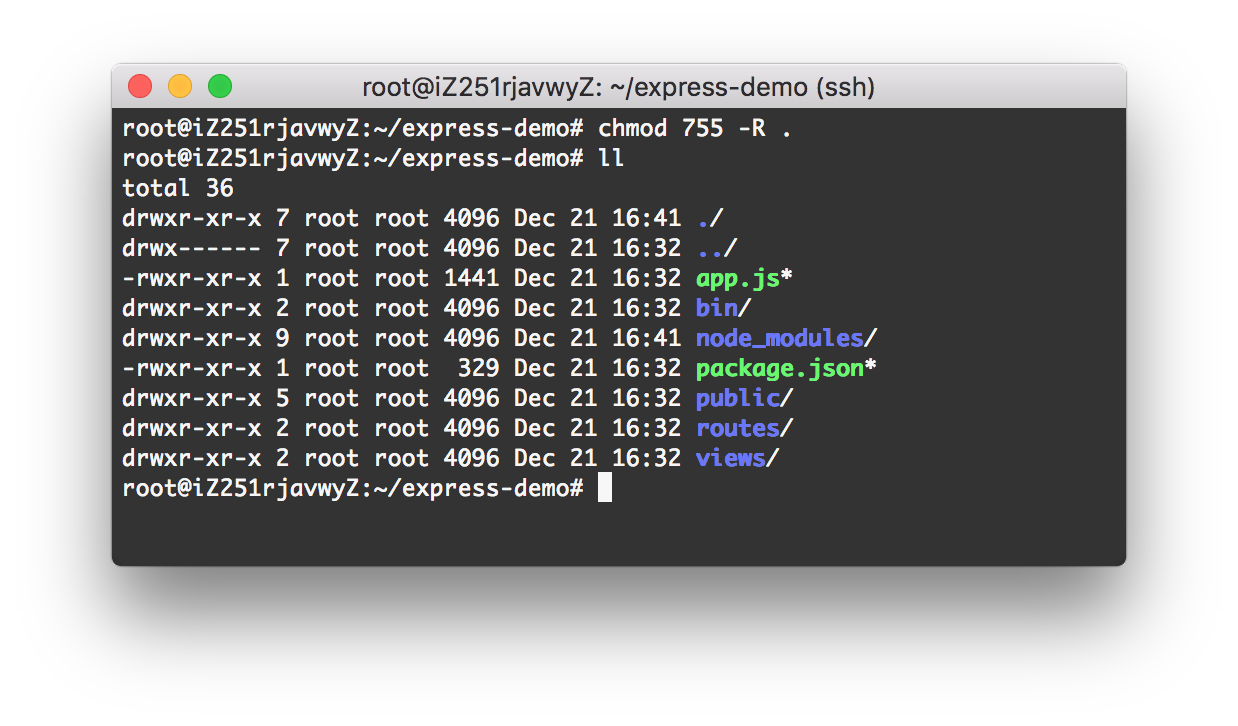 root@iZ251rjavwyZ: ~/express-demo (ssh)
root@iZ251rjavwyZ:~/express-demo# chmod 755 -R .
root@iZ251rjavwyZ:~/express-demo# ll
total 36
drwxr-xr-x 7 root root 4096 Dec 21 16:41 ./
drwx------ 7 root root 4096 Dec 21 16:32 ../
-rwxr-xr-x 1 root root 1441 Dec 21 16:32 app.js*
drwxr-xr-x 2 root root 4096 Dec 21 16:32 bin/
drwxr-xr-x 9 root root 4096 Dec 21 16:41 node_modules/
-rwxr-xr-x 1 root root  329 Dec 21 16:32 package.json*
drwxr-xr-x 5 root root 4096 Dec 21 16:32 public/
drwxr-xr-x 2 root root 4096 Dec 21 16:32 routes/
drwxr-xr-x 2 root root 4096 Dec 21 16:32 views/
root@iZ251rjavwyZ:~/express-demo#